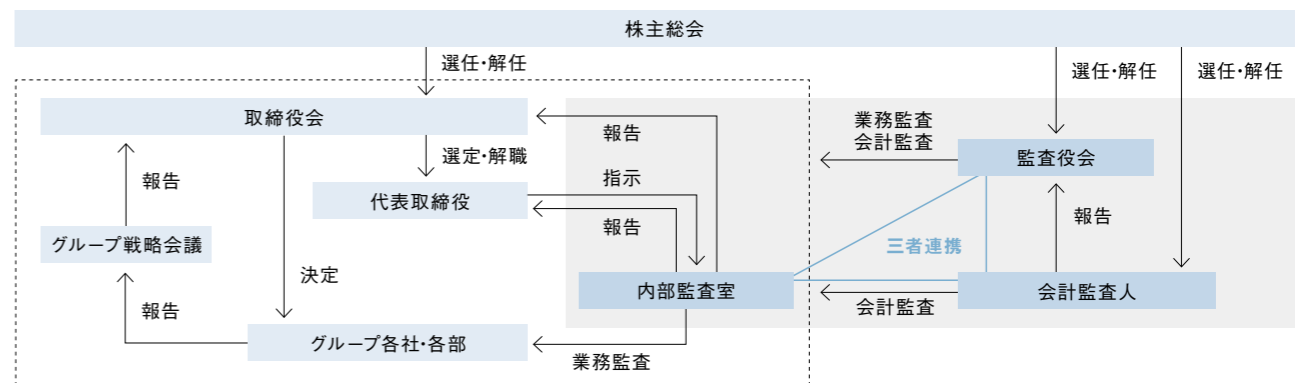 株主総会
選任・解任
選任・解任
選任・解任
取締役会
報告
業務監査
会計監査
監査役会
選定・解職
報告
指示
代表取締役
報告
報告
グループ戦略会議
三者連携
決定
内部監査室
会計監査人
報告
会計監査
グループ各社・各部
業務監査